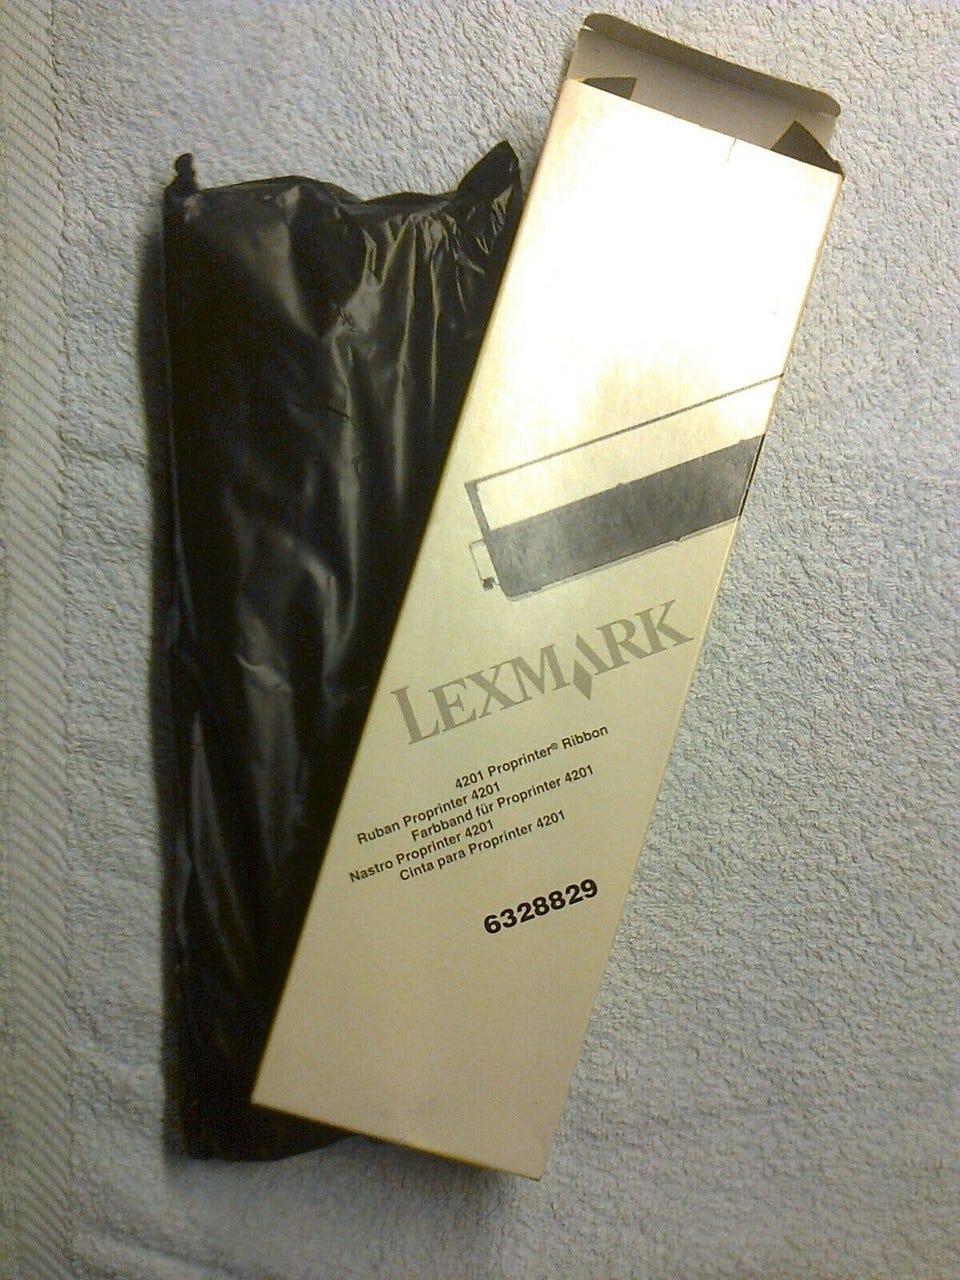 LEXMARK
4201 Proprinter® Ribbon
Ruban Proprinter 4201
Farbband für Proprinter 4201
Nastro Proprinter 4201
Cinta para Proprinter 4201
6328829